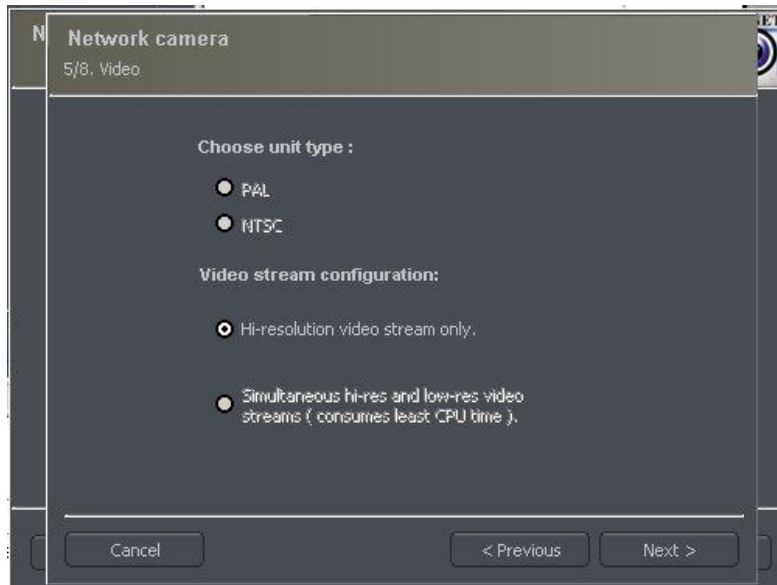 N
Network camera
5/8. Video
Choose unit type :
PAL
NTSC
Video stream configuration:
Hi-resolution video stream only.
Simultaneous hi-res and low-res video
streams ( consumes least CPU time ).
Cancel
< Previous
Next >